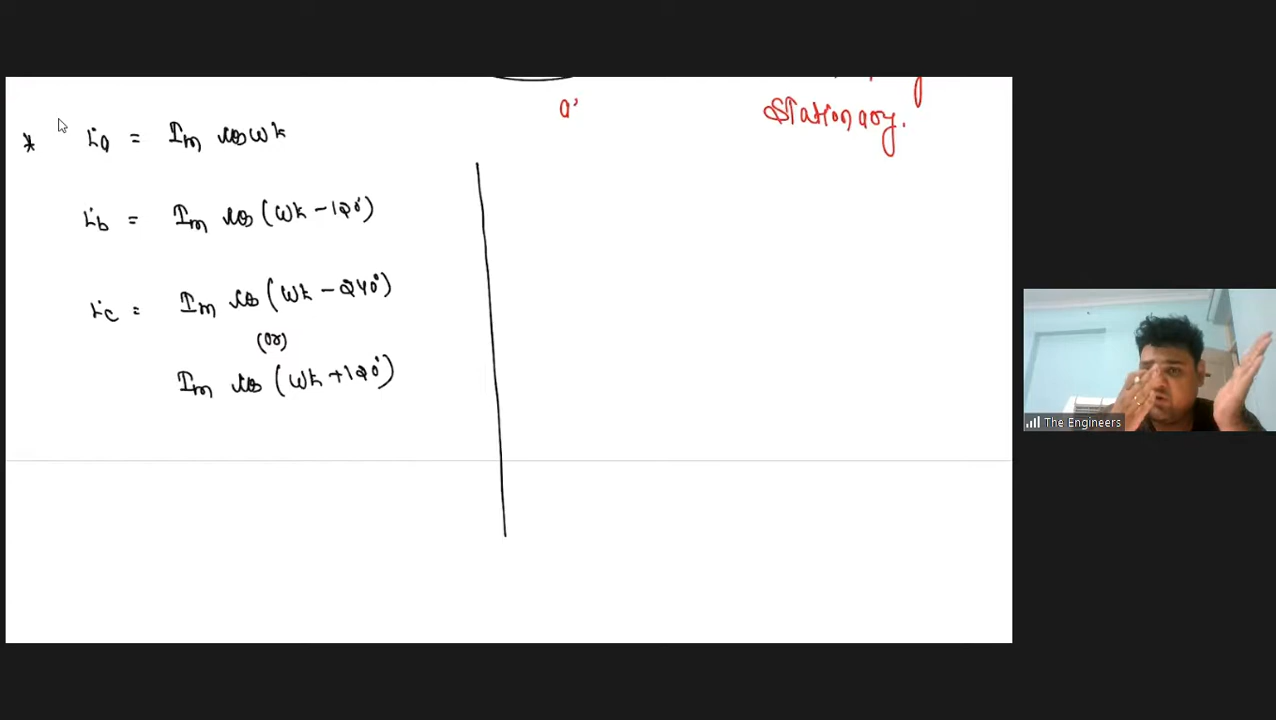 a'
Stationary.
* ia = Im cos ωt
ib = Im cos (ωt - 120°)
ic = Im cos (ωt - 240°)
(or)
Im cos (ωt + 120°)
The Engineers